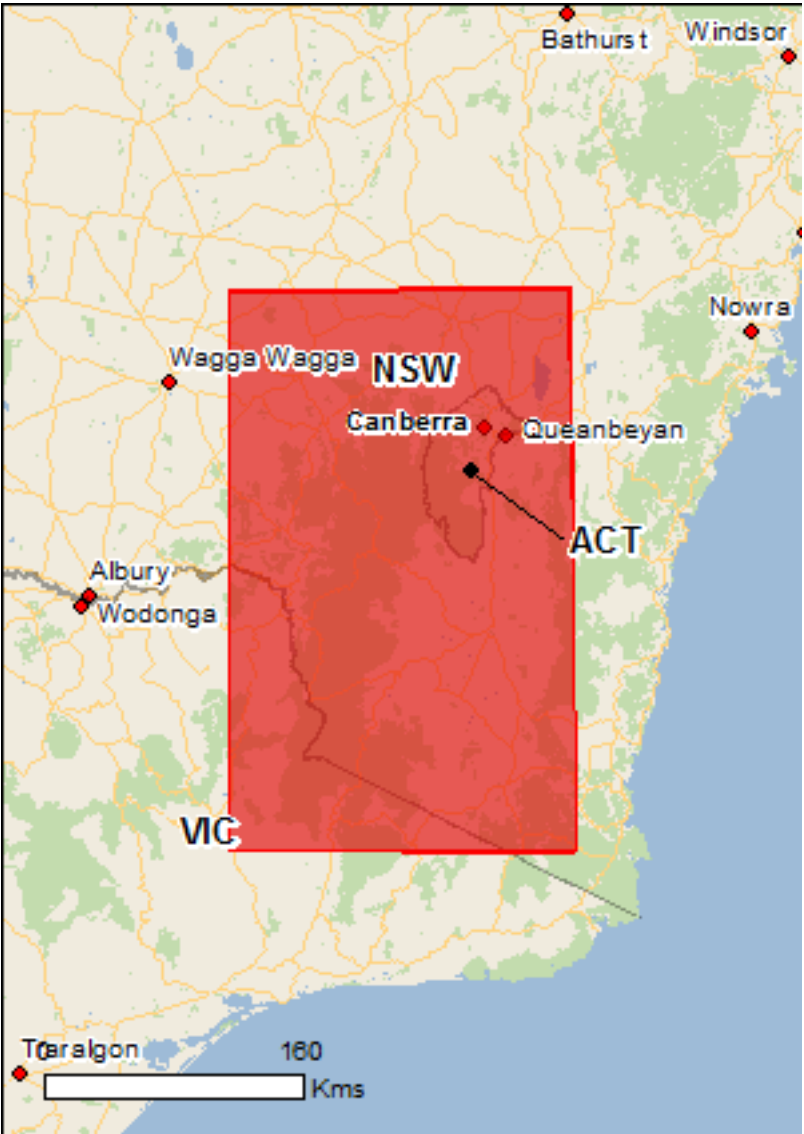 Bathurst
Windsor
Nowra
Wagga Wagga
NSW
Canberra
Queanbeyan
ACT
Albury
Wodonga
VIC
Traralgon
0
160
Kms